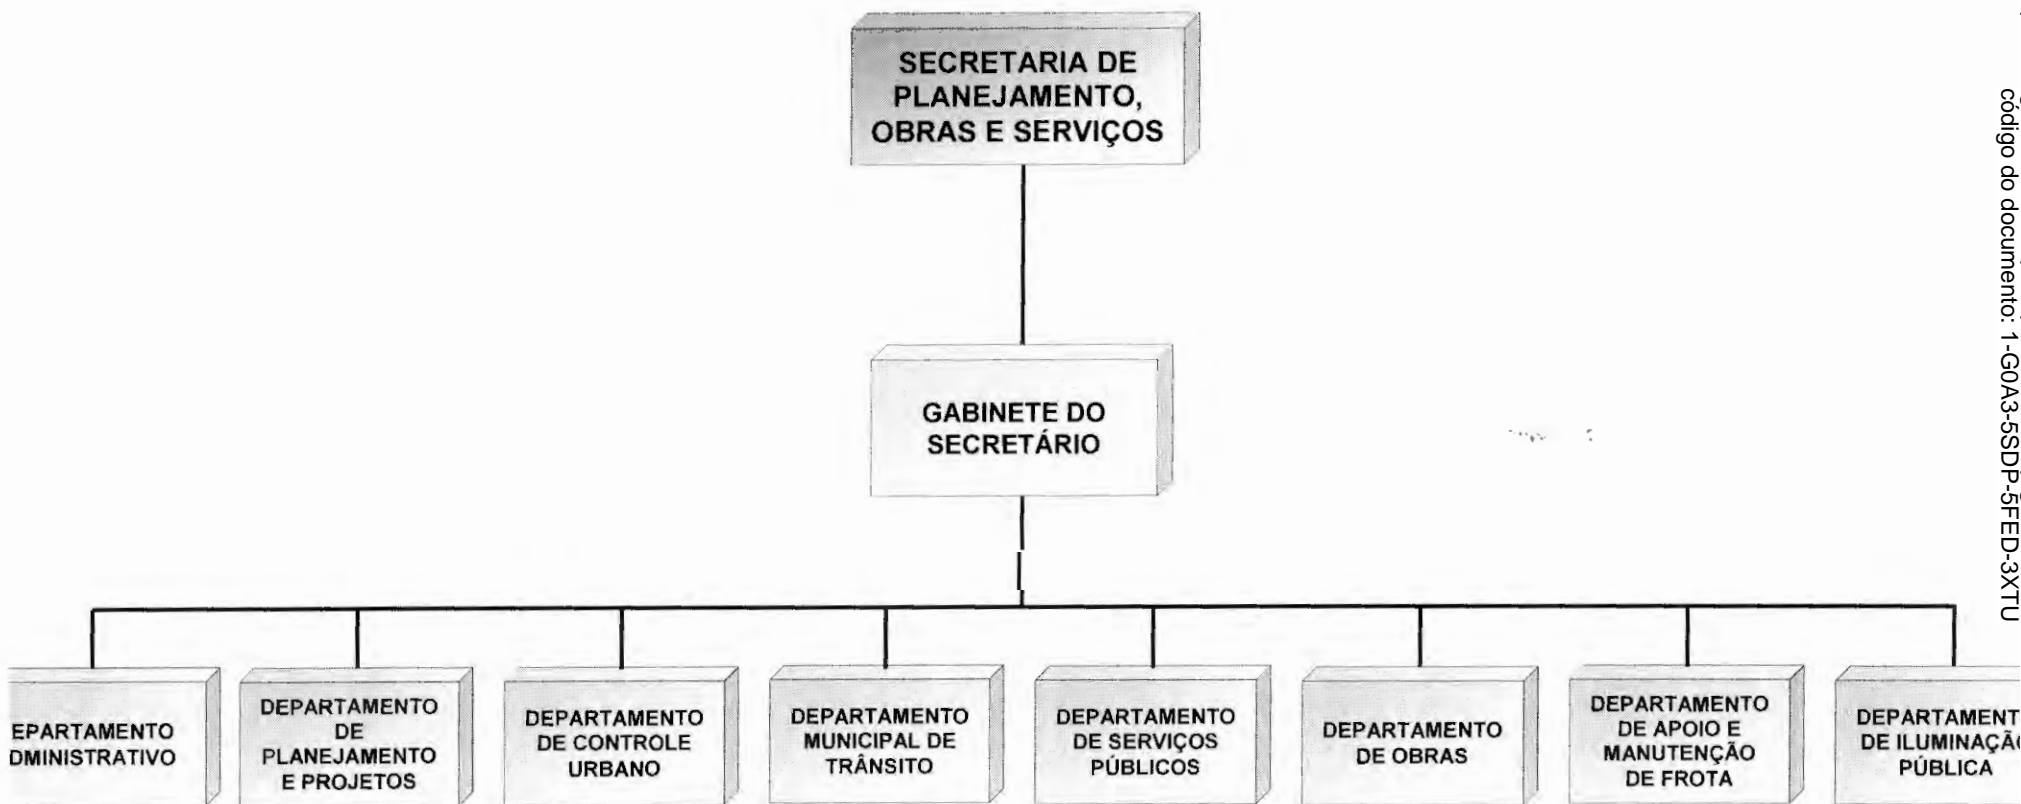 SECRETARIA DE
PLANEJAMENTO,
OBRAS E SERVIÇOS
GABINETE DO
SECRETÁRIO
EPARTAMENTO
DMINISTRATIVO
DEPARTAMENTO
DE
PLANEJAMENTO
E PROJETOS
DEPARTAMENTO
DE CONTROLE
URBANO
DEPARTAMENTO
MUNICIPAL DE
TRÂNSITO
DEPARTAMENTO
DE SERVIÇOS
PÚBLICOS
DEPARTAMENTO
DE OBRAS
DEPARTAMENTO
DE APOIO E
MANUTENÇÃO
DE FROTA
DEPARTAMENT
DE ILUMINAÇÃO
PÚBLICA
código do documento: 1-G0A3-5SDP-5FED-3XTU